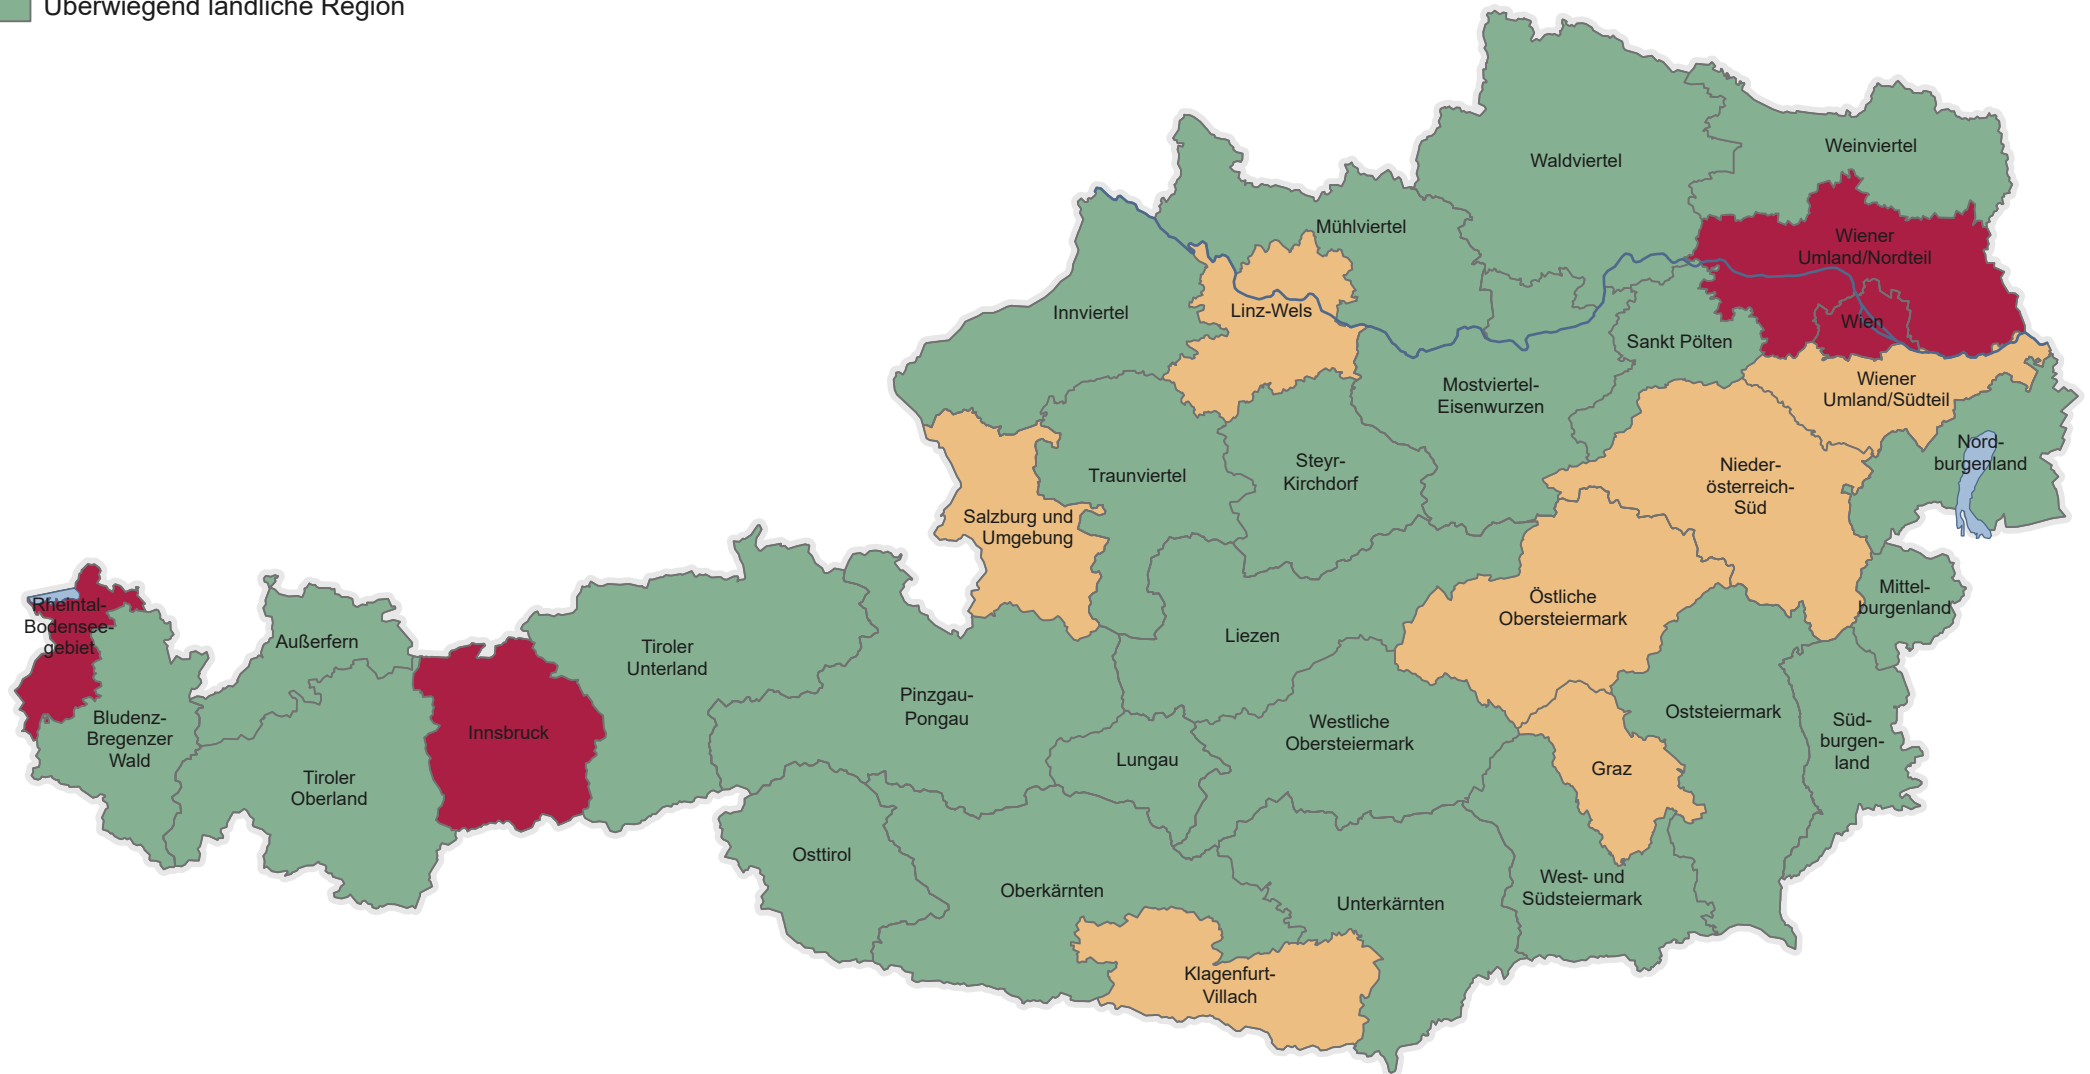 Überwiegend ländliche Region
Weinviertel
Waldviertel
Mühlviertel
Wiener
Umland/Nordteil
Innviertel
Linz-Wels
Wien
Sankt Pölten
Wiener
Umland/Südteil
Mostviertel-
Eisenwurzen
Nord-
burgenland
Traunviertel
Steyr-
Kirchdorf
Nieder-
österreich-
Süd
Salzburg und
Umgebung
Mittel-
burgenland
Östliche
Obersteiermark
Rheintal-
Bodensee-
gebiet
Außerfern
Tiroler
Unterland
Liezen
Pinzgau-
Pongau
Oststeiermark
Bludenz-
Bregenzer
Wald
Innsbruck
Westliche
Obersteiermark
Süd-
burgen-
land
Lungau
Graz
Tiroler
Oberland
Osttirol
Oberkärnten
Unterkärnten
West- und
Südsteiermark
Klagenfurt-
Villach